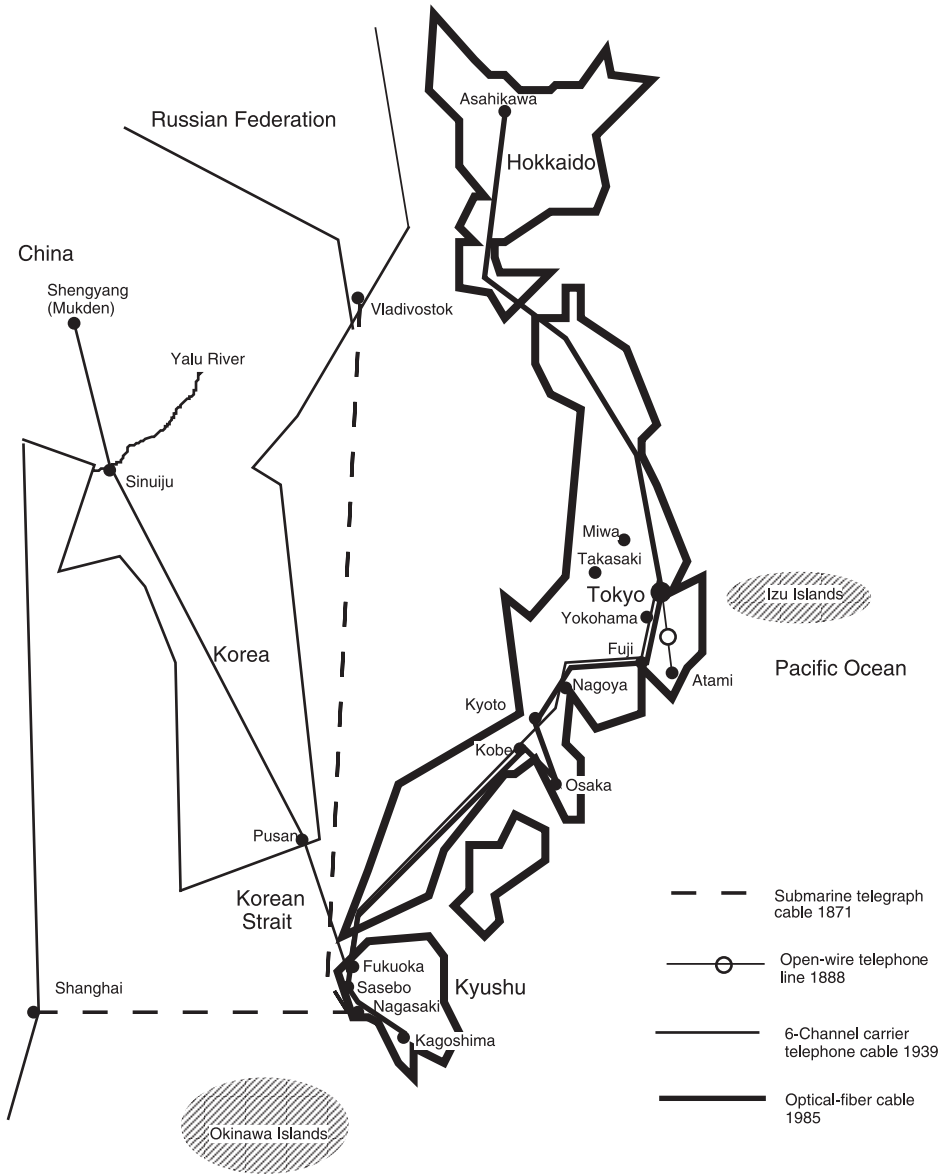 Asahikawa
Russian Federation
Hokkaido
China
Shengyang
(Mukden)
Vladivostok
Yalu River
Sinuiju
Miwa
Takasaki
Tokyo
Izu Islands
Yokohama
Fuji
Korea
Pacific Ocean
Atami
Nagoya
Kyoto
Kobe
Osaka
Pusan
Korean
Strait
Submarine telegraph
cable 1871
Fukuoka
Open-wire telephone
line 1888
Sasebo
Kyushu
Shanghai
Nagasaki
Kagoshima
6-Channel carrier
telephone cable 1939
Optical-fiber cable
1985
Okinawa Islands